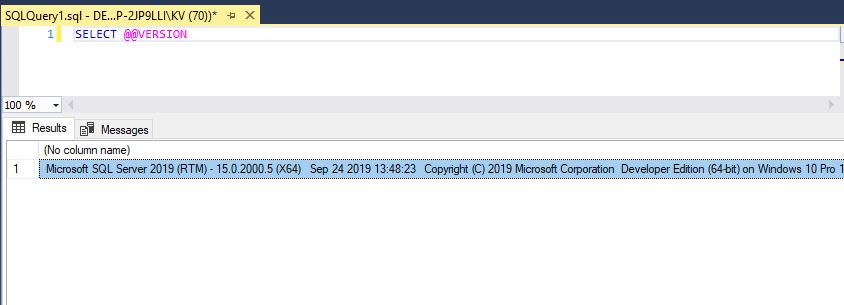 SQLQuery1.sql - DE...P-2JP9LLI\KV (70))*
1 SELECT @@VERSION
100 %
Results Messages
(No column name)
1 Microsoft SQL Server 2019 (RTM) - 15.0.2000.5 (X64) Sep 24 2019 13:48:23 Copyright (C) 2019 Microsoft Corporation Developer Edition (64-bit) on Windows 10 Pro 1